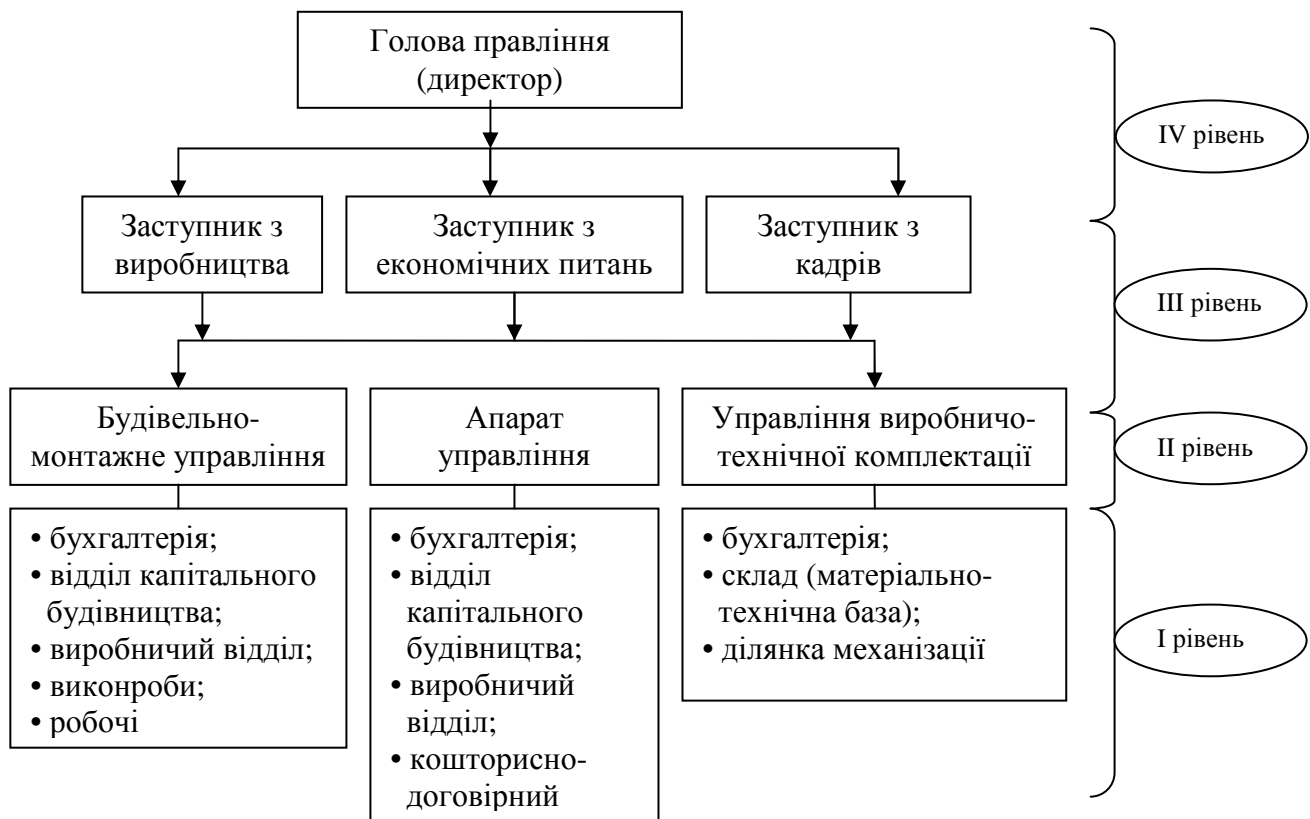 Голова правління
(директор)
IV рівень
Заступник з
виробництва
Заступник з
економічних питань
Заступник з
кадрів
III рівень
Будівельно-
монтажне управління
Апарат
управління
Управління виробничо-
технічної комплектації
II рівень
• бухгалтерія;
• відділ капітального
будівництва;
• виробничий відділ;
• виконроби;
• робочі
• бухгалтерія;
• відділ
капітального
будівництва;
• виробничий
відділ;
• кошторисно-
договірний
• бухгалтерія;
• склад (матеріально-
технічна база);
• ділянка механізації
I рівень